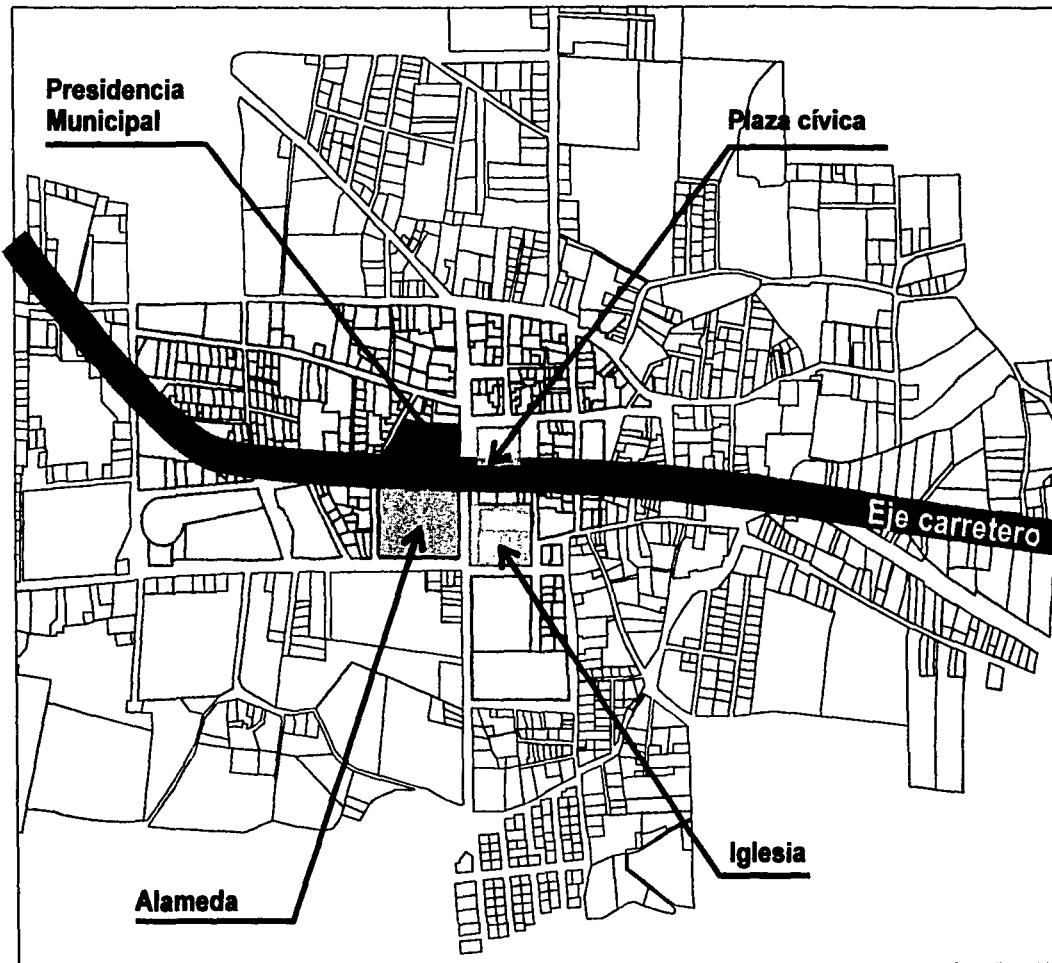 Presidencia
Municipal
Plaza cívica
Eje carretero
Iglesia
Alameda